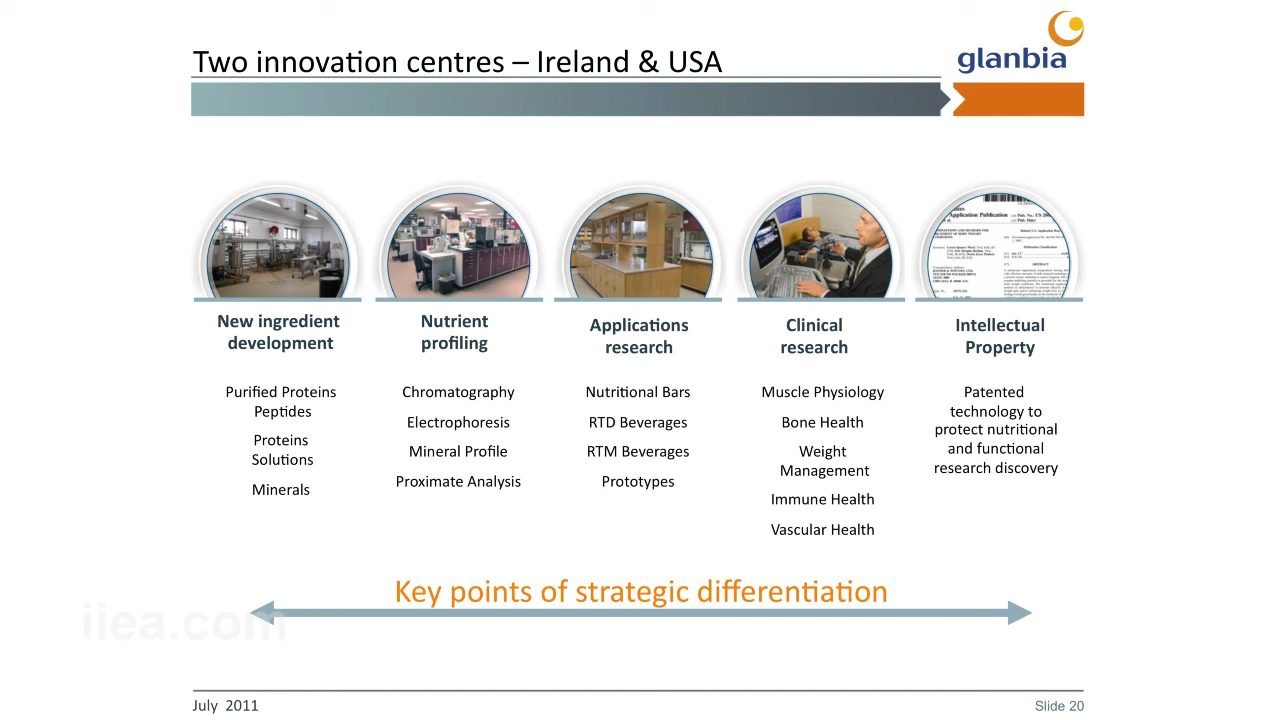 Two innovation centres – Ireland & USA
glanbia
Application Publication
New ingredient
development
Purified Proteins
Peptides
Proteins
Solutions
Minerals
Nutrient
profiling
Chromatography
Electrophoresis
Mineral Profile
Proximate Analysis
Applications
research
Nutritional Bars
RTD Beverages
RTM Beverages
Prototypes
Clinical
research
Muscle Physiology
Bone Health
Weight
Management
Immune Health
Vascular Health
Intellectual
Property
Patented
technology to
protect nutritional
and functional
research discovery
Key points of strategic differentiation
iiea.com
July 2011
Slide 20